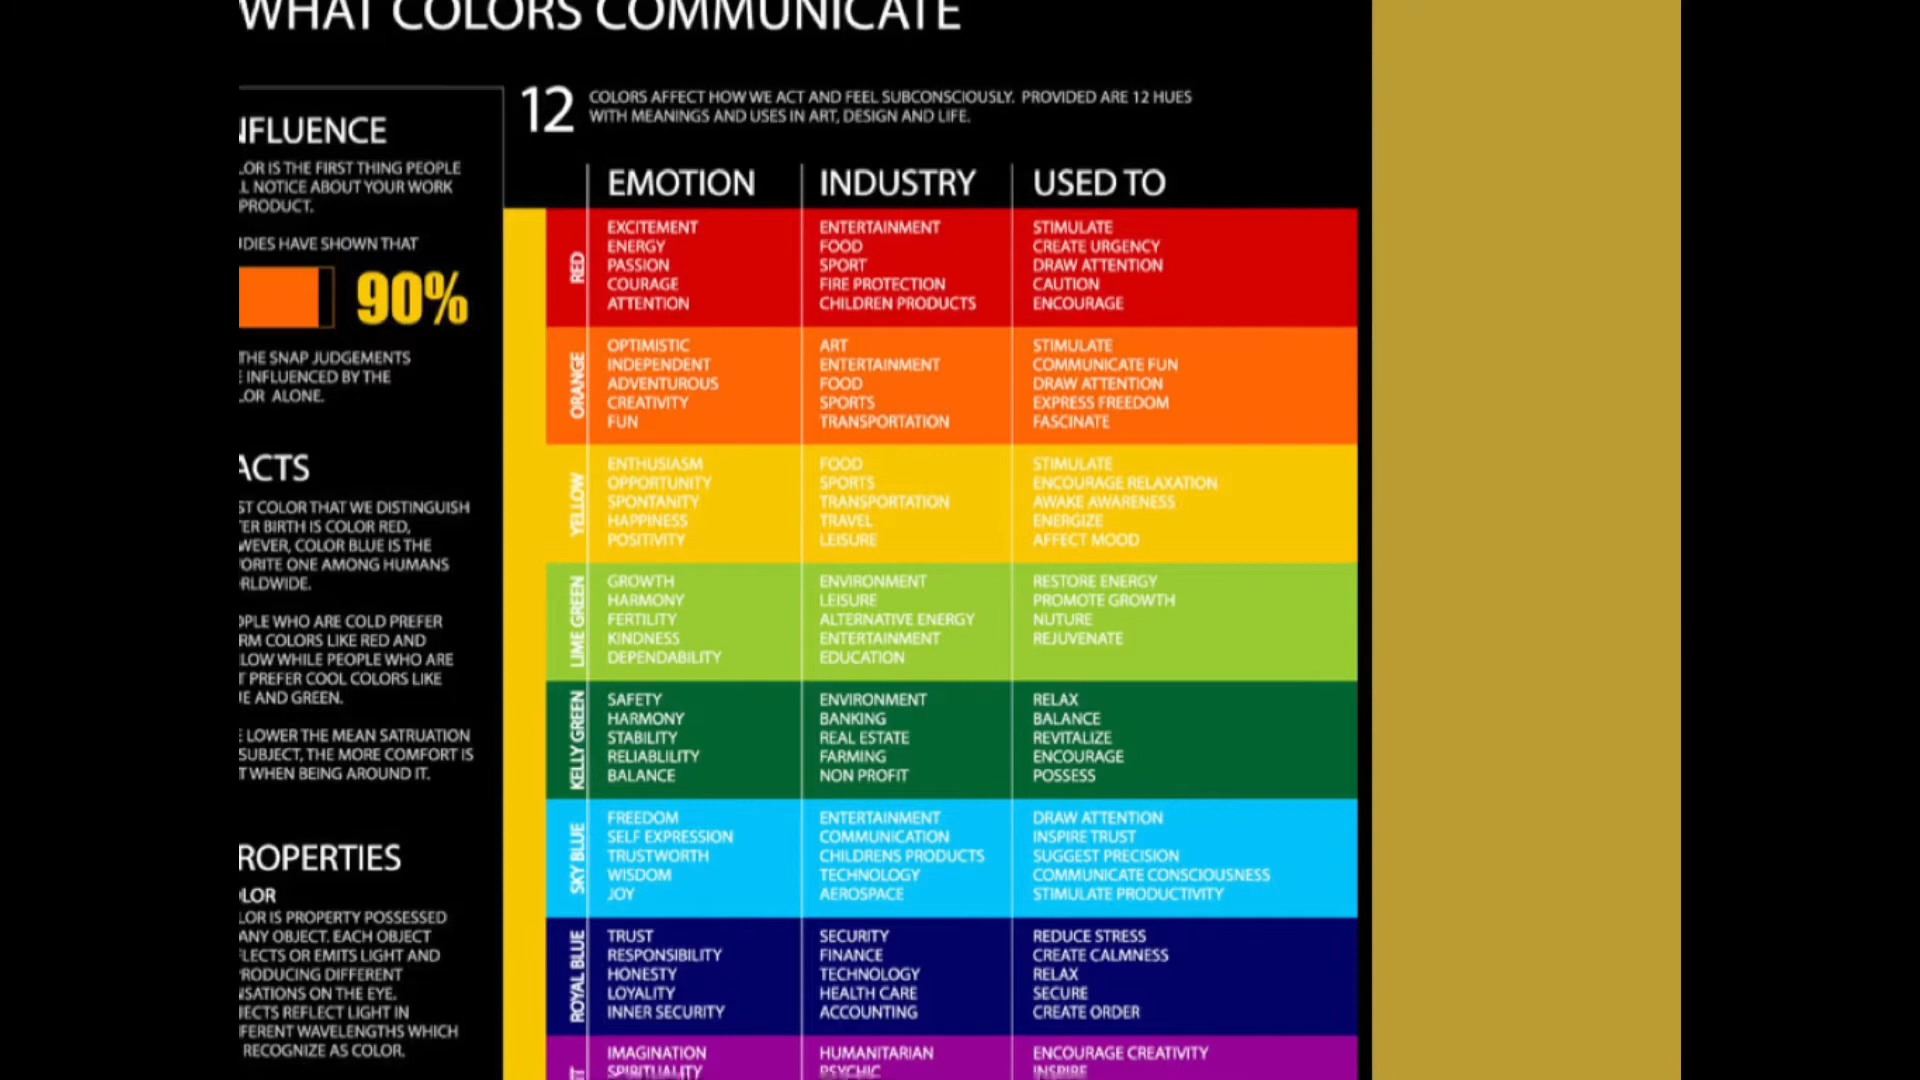 WHAT COLORS COMMUNICATE
12
COLORS AFFECT HOW WE ACT AND FEEL SUBCONSCIOUSLY. PROVIDED ARE 12 HUES
WITH MEANINGS AND USES IN ART, DESIGN AND LIFE.
NFLUENCE
LOR IS THE FIRST THING PEOPLE
L NOTICE ABOUT YOUR WORK
PRODUCT.
DIES HAVE SHOWN THAT
90%
THE SNAP JUDGEMENTS
E INFLUENCED BY THE
LOR ALONE.
ACTS
ST COLOR THAT WE DISTINGUISH
TER BIRTH IS COLOR RED,
WEVER, COLOR BLUE IS THE
VORITE ONE AMONG HUMANS
RLDWIDE.
OPLE WHO ARE COLD PREFER
RM COLORS LIKE RED AND
LOW WHILE PEOPLE WHO ARE
T PREFER COOL COLORS LIKE
UE AND GREEN.
E LOWER THE MEAN SATRUATION
SUBJECT, THE MORE COMFORT IS
T WHEN BEING AROUND IT.
ROPERTIES
LOR
LOR IS PROPERTY POSSESSED
ANY OBJECT. EACH OBJECT
FLECTS OR EMITS LIGHT AND
RODUCING DIFFERENT
NSATIONS ON THE EYE.
JECTS REFLECT LIGHT IN
FERENT WAVELENGTHS WHICH
RECOGNIZE AS COLOR.
EMOTION INDUSTRY USED TO
RED
EXCITEMENT ENTERTAINMENT STIMULATE
ENERGY FOOD CREATE URGENCY
PASSION SPORT DRAW ATTENTION
COURAGE FIRE PROTECTION CAUTION
ATTENTION CHILDREN PRODUCTS ENCOURAGE
ORANGE
OPTIMISTIC ART STIMULATE
INDEPENDENT ENTERTAINMENT COMMUNICATE FUN
ADVENTUROUS FOOD DRAW ATTENTION
CREATIVITY SPORTS EXPRESS FREEDOM
FUN TRANSPORTATION FASCINATE
YELLOW
ENTHUSIASM FOOD STIMULATE
OPPORTUNITY SPORTS ENCOURAGE RELAXATION
SPONTANITY TRANSPORTATION AWAKE AWARENESS
HAPPINESS TRAVEL ENERGIZE
POSITIVITY LEISURE AFFECT MOOD
LIME GREEN
GROWTH ENVIRONMENT RESTORE ENERGY
HARMONY LEISURE PROMOTE GROWTH
FERTILITY ALTERNATIVE ENERGY NUTURE
KINDNESS ENTERTAINMENT REJUVENATE
DEPENDABILITY EDUCATION
KELLY GREEN
SAFETY ENVIRONMENT RELAX
HARMONY BANKING BALANCE
STABILITY REAL ESTATE REVITALIZE
RELIABLILITY FARMING ENCOURAGE
BALANCE NON PROFIT POSSESS
SKY BLUE
FREEDOM ENTERTAINMENT DRAW ATTENTION
SELF EXPRESSION COMMUNICATION INSPIRE TRUST
TRUSTWORTH CHILDRENS PRODUCTS SUGGEST PRECISION
WISDOM TECHNOLOGY COMMUNICATE CONSCIOUSNESS
JOY AEROSPACE STIMULATE PRODUCTIVITY
ROYAL BLUE
TRUST SECURITY REDUCE STRESS
RESPONSIBILITY FINANCE CREATE CALMNESS
HONESTY TECHNOLOGY RELAX
LOYALITY HEALTH CARE SECURE
INNER SECURITY ACCOUNTING CREATE ORDER
IMAGINATION HUMANITARIAN ENCOURAGE CREATIVITY
SPIRITUALITY PSYCHIC INSPIRE